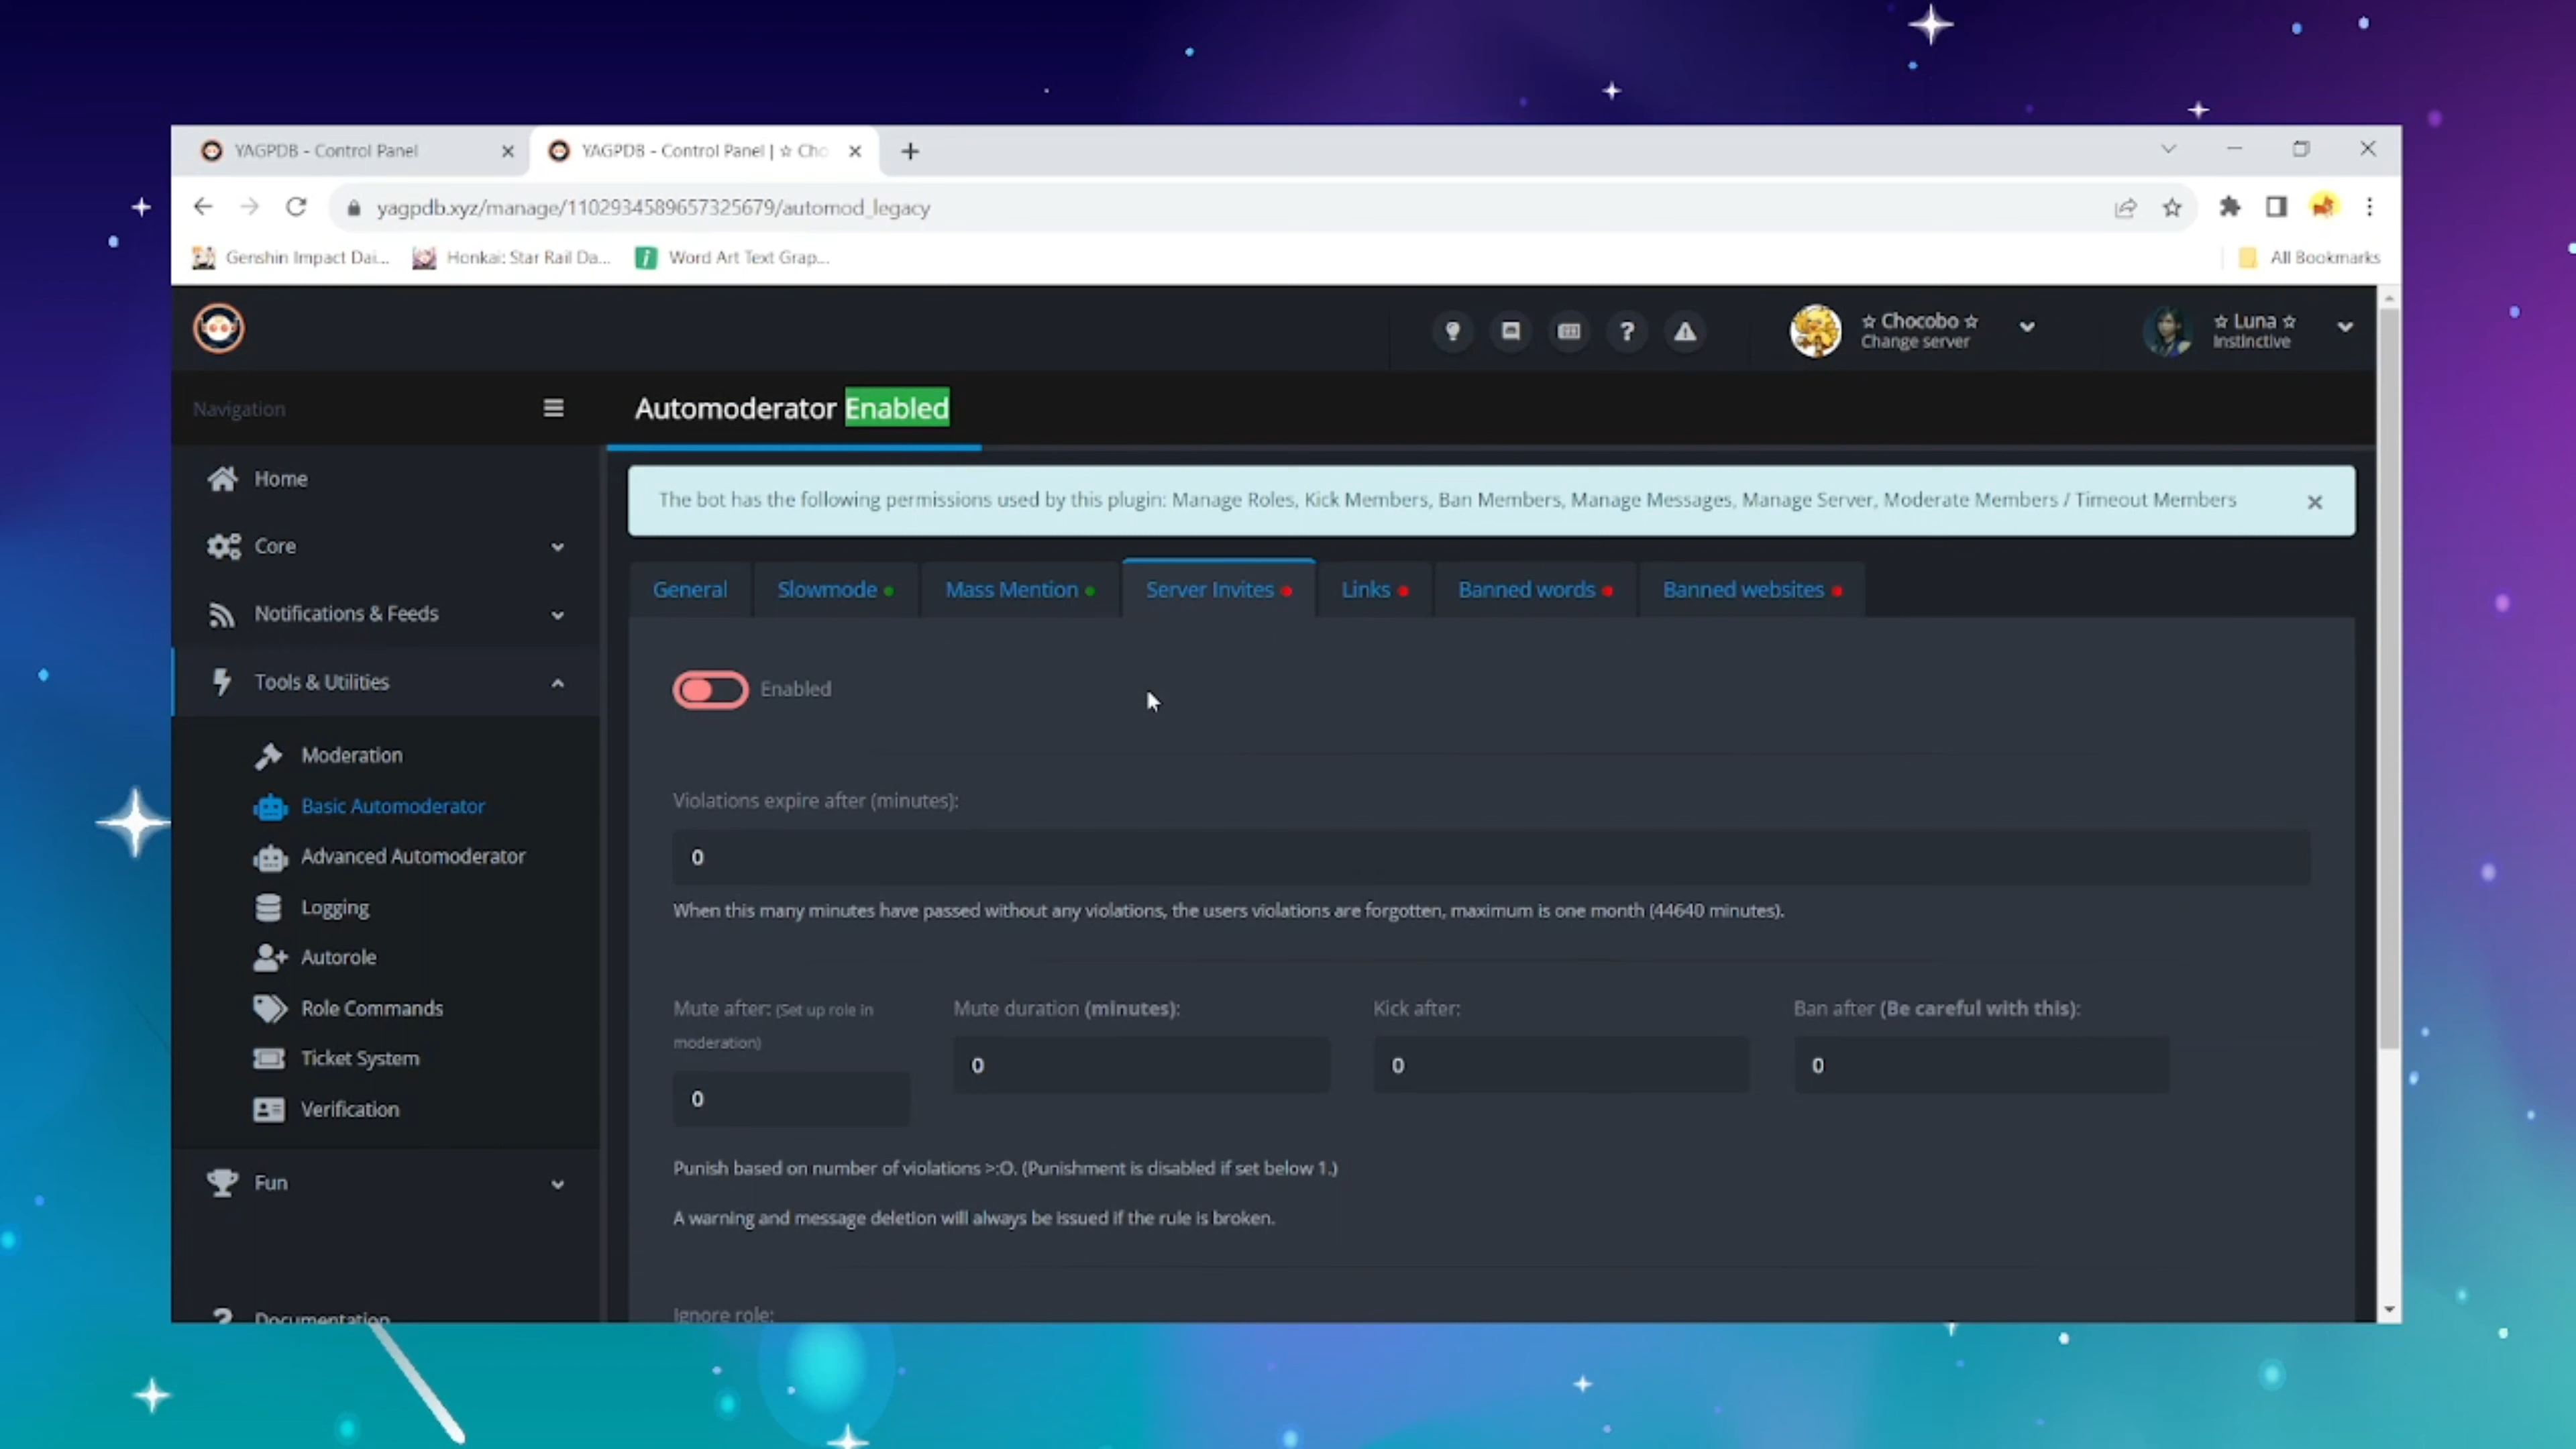 YAGPDB - Control Panel
YAGPDB - Control Panel | ☆ Cho
yagpdb.xyz/manage/1102934589657325679/automod_legacy
Genshin Impact Dai...
Honkai: Star Rail Da...
Word Art Text Grap...
All Bookmarks
☆ Chocobo ☆
Change server
☆ Luna ☆
Instinctive
Navigation
Automoderator Enabled
Home
Core
Notifications & Feeds
Tools & Utilities
Moderation
Basic Automoderator
Advanced Automoderator
Logging
Autorole
Role Commands
Ticket System
Verification
Fun
Documentation
The bot has the following permissions used by this plugin: Manage Roles, Kick Members, Ban Members, Manage Messages, Manage Server, Moderate Members / Timeout Members
General
Slowmode
Mass Mention
Server Invites
Links
Banned words
Banned websites
Enabled
Violations expire after (minutes):
0
When this many minutes have passed without any violations, the users violations are forgotten, maximum is one month (44640 minutes).
Mute after: (Set up role in
moderation)
0
Mute duration (minutes):
0
Kick after:
0
Ban after (Be careful with this):
0
Punish based on number of violations >:O. (Punishment is disabled if set below 1.)
A warning and message deletion will always be issued if the rule is broken.
Ignore role: